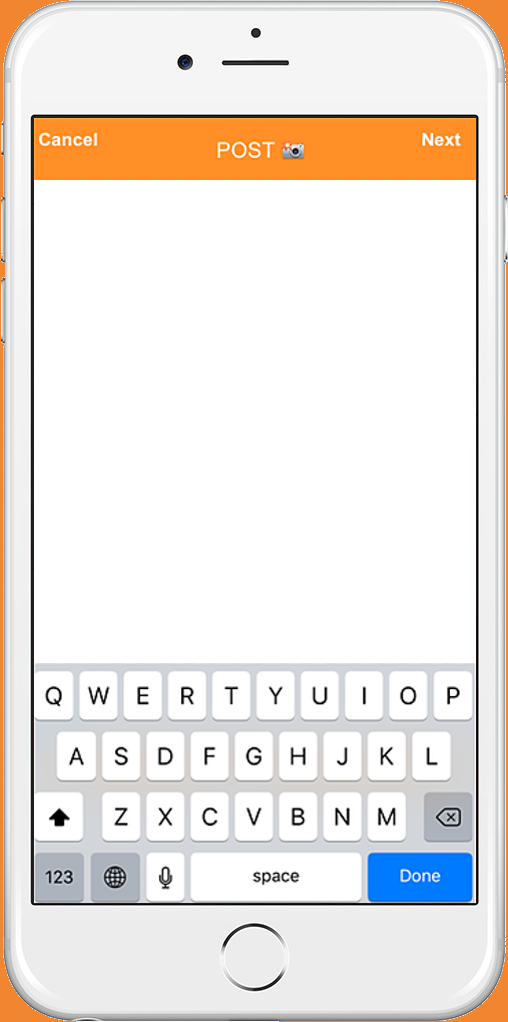 Cancel POST 📸 Next
Q W E R T Y U I O P
A S D F G H J K L
Z X C V B N M
123 space Done